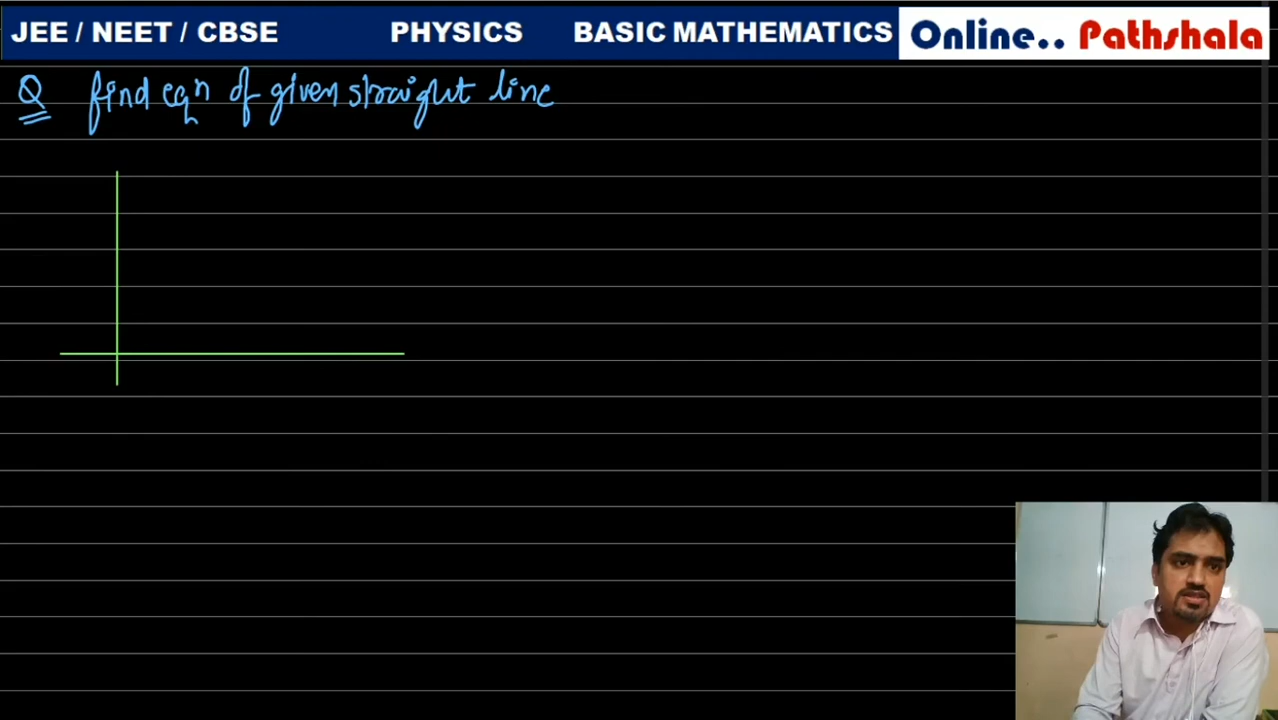 JEE / NEET / CBSE PHYSICS BASIC MATHEMATICS Online.. Pathshala
Q find eqn of given straight line